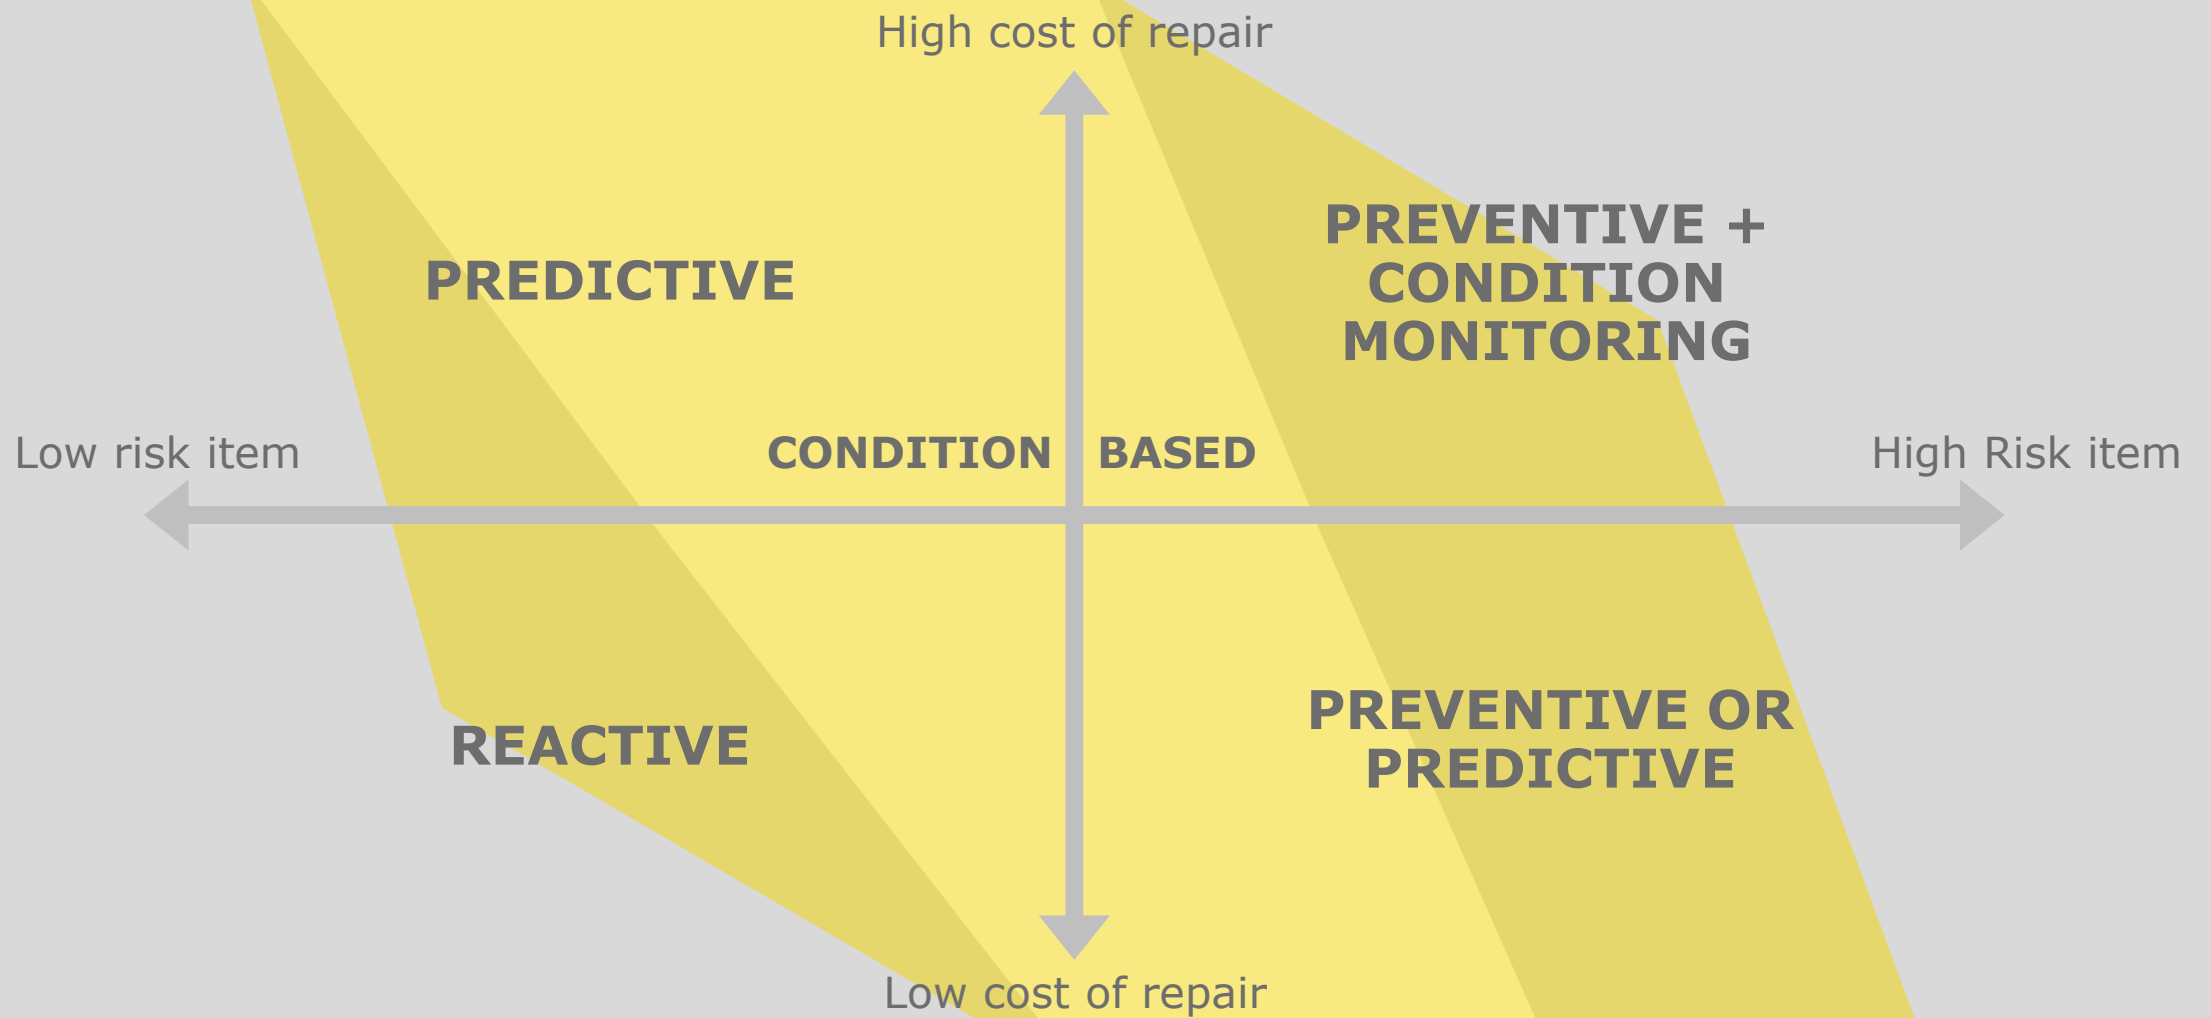 High cost of repair
PREVENTIVE +
CONDITION
MONITORING
PREDICTIVE
Low risk item
CONDITION BASED
High Risk item
REACTIVE
PREVENTIVE OR
PREDICTIVE
Low cost of repair